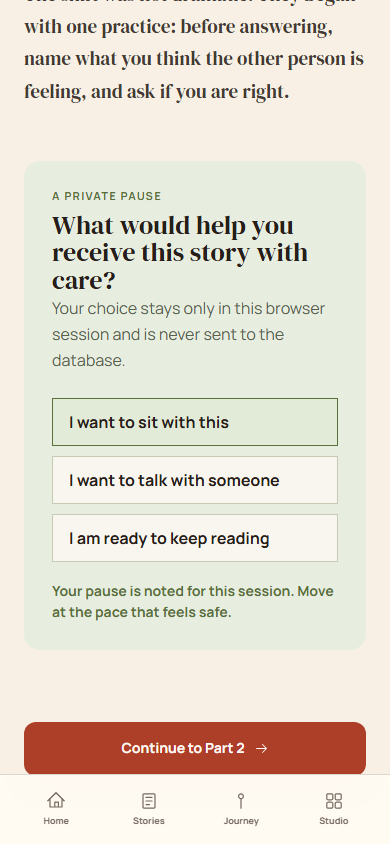 with one practice: before answering,
name what you think the other person is
feeling, and ask if you are right.
A PRIVATE PAUSE
What would help you
receive this story with
care?
Your choice stays only in this browser
session and is never sent to the
database.
I want to sit with this
I want to talk with someone
I am ready to keep reading
Your pause is noted for this session. Move
at the pace that feels safe.
Continue to Part 2 →
Home
Stories
Journey
Studio